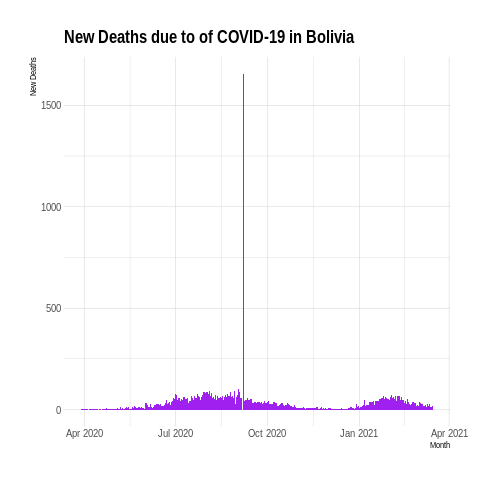 New Deaths due to of COVID-19 in Bolivia
New Deaths
1500
1000
500
0
Apr 2020
Jul 2020
Oct 2020
Jan 2021
Apr 2021
Month